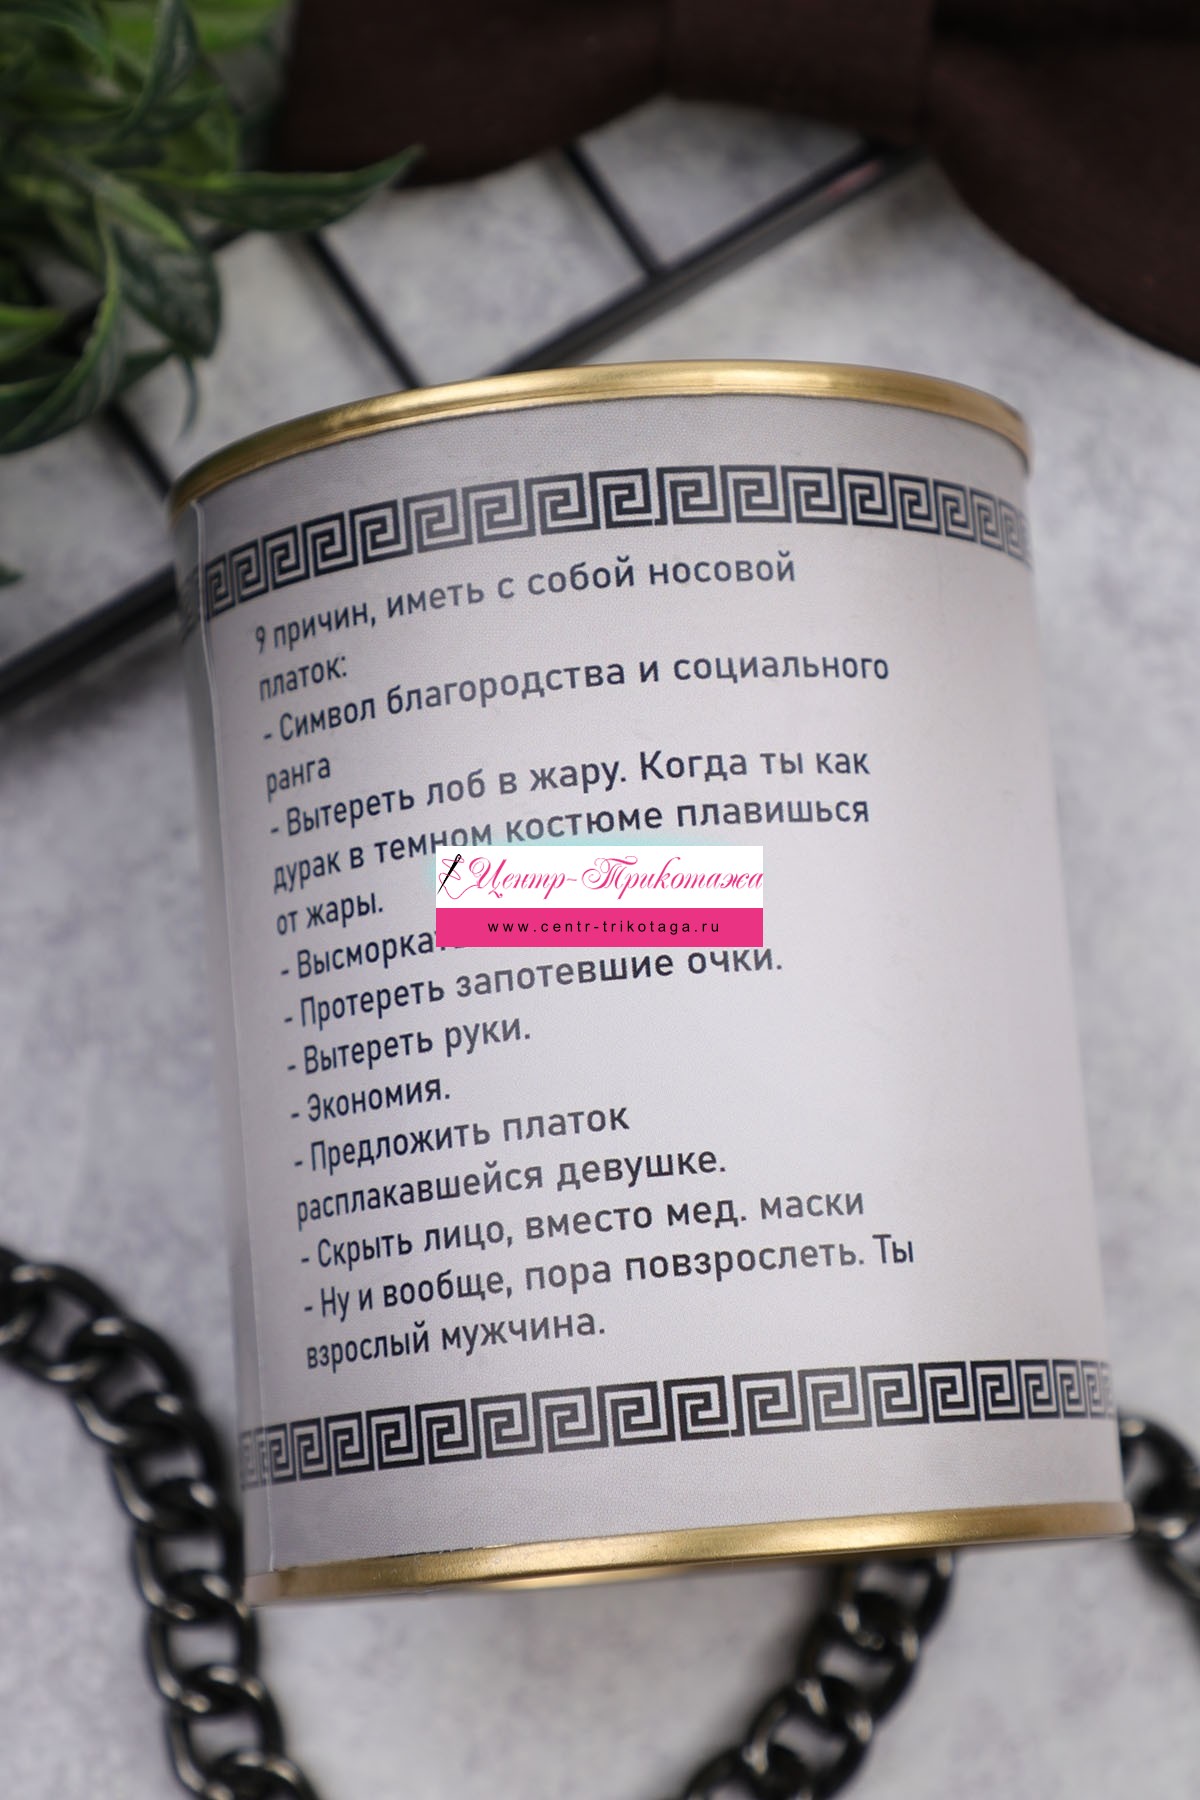 9 причин, иметь с собой носовой
платок:
- Символ благородства и социального
ранга
- Вытереть лоб в жару. Когда ты как
дурак в темном костюме плавишься
от жары.
- Протереть запотевшие очки.
- Вытереть руки.
- Экономия.
- Предложить платок
расплакавшейся девушке.
- Скрыть лицо, вместо мед. маски
- Ну и вообще, пора повзрослеть. Ты
взрослый мужчина.
Центр-Трикотажа
www.centr-trikotaga.ru